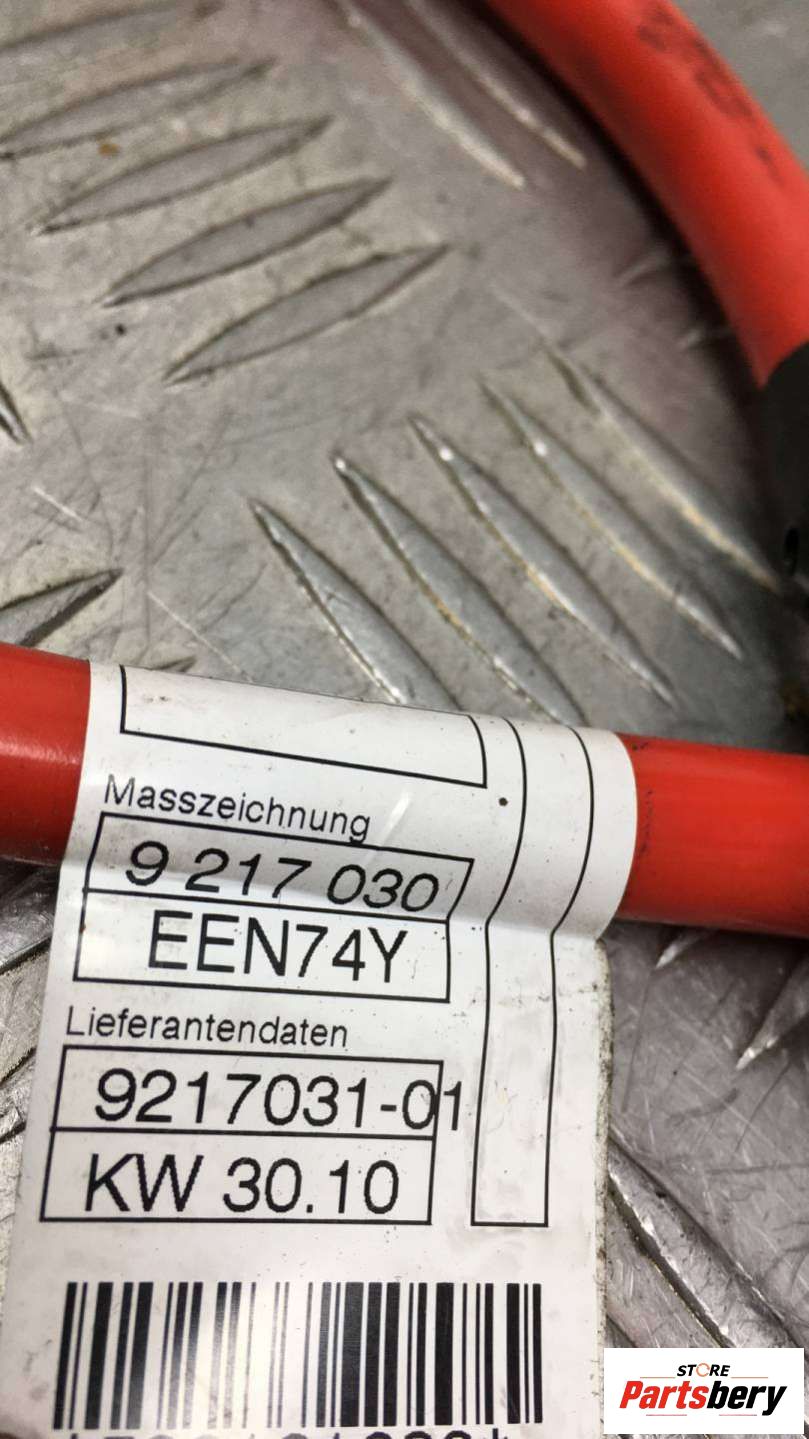 Masszeichnung
9 217 030
EEN74Y
Lieferantendaten
9217031-01
KW 30.10
STORE
Partsbery